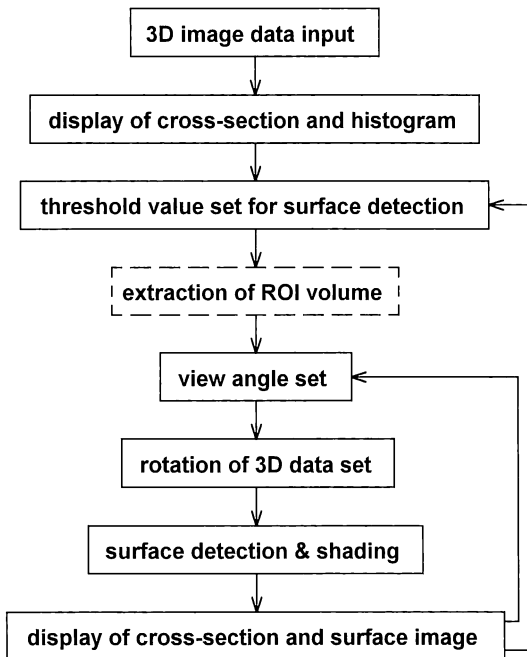 3D image data input
display of cross-section and histogram
threshold value set for surface detection
extraction of ROI volume
view angle set
rotation of 3D data set
surface detection & shading
display of cross-section and surface image